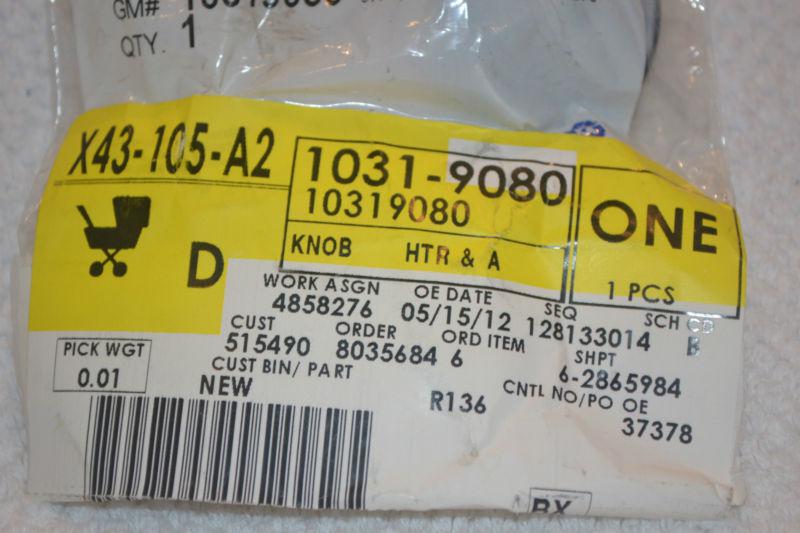 GM#
QTY. 1
X43-105-A2
1031-9080
10319080
ONE
KNOB HTR & A
D
1 PCS
WORK ASGN OE DATE SEQ SCH CD
4858276 05/15/12 128133014 B
CUST ORDER ORD ITEM SHPT
515490 8035684 6 6-2865984
PICK WGT
0.01
CUST BIN/ PART CNTL NO/PO OE
NEW R136 37378
BX